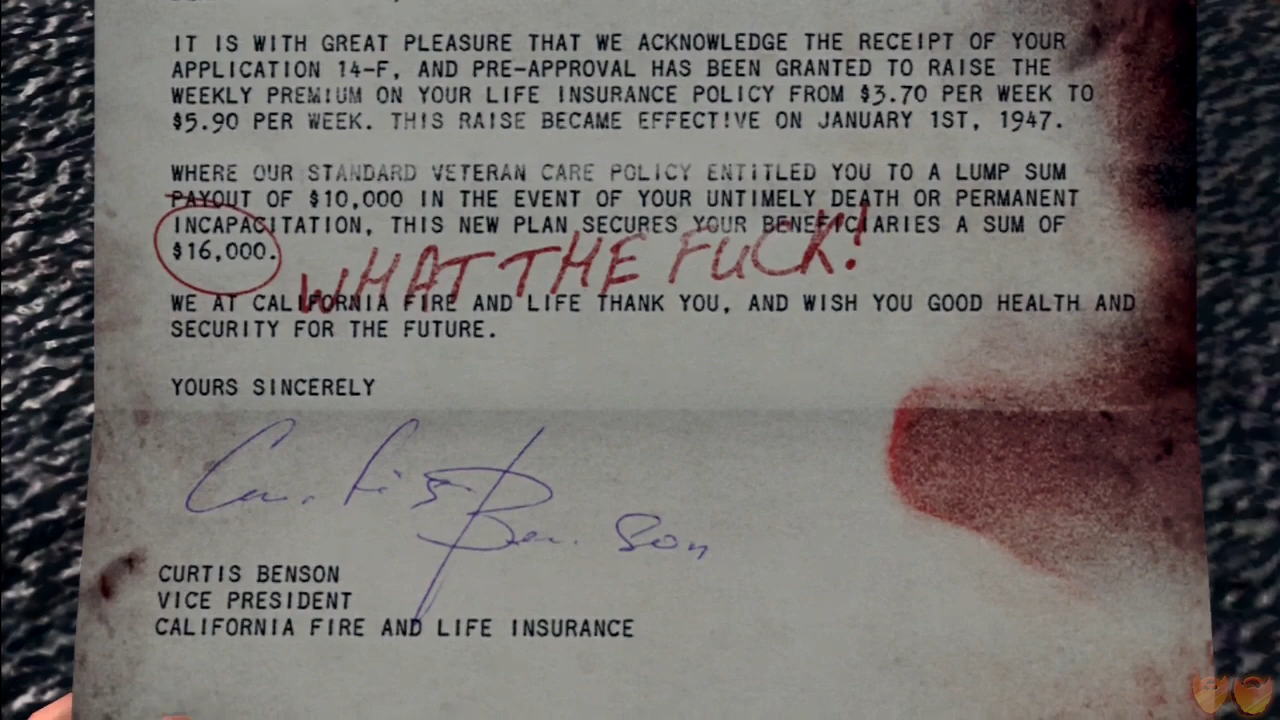 IT IS WITH GREAT PLEASURE THAT WE ACKNOWLEDGE THE RECEIPT OF YOUR
APPLICATION 14-F, AND PRE-APPROVAL HAS BEEN GRANTED TO RAISE THE
WEEKLY PREMIUM ON YOUR LIFE INSURANCE POLICY FROM $3.70 PER WEEK TO
$5.90 PER WEEK. THIS RAISE BECAME EFFECTIVE ON JANUARY 1ST, 1947.
WHERE OUR STANDARD VETERAN CARE POLICY ENTITLED YOU TO A LUMP SUM
PAYOUT OF $10,000 IN THE EVENT OF YOUR UNTIMELY DEATH OR PERMANENT
INCAPACITATION, THIS NEW PLAN SECURES YOUR BENEFICIARIES A SUM OF
$16,000.
WHAT THE FUCK!
WE AT CALIFORNIA FIRE AND LIFE THANK YOU, AND WISH YOU GOOD HEALTH AND
SECURITY FOR THE FUTURE.
YOURS SINCERELY
Curtis Benson
CURTIS BENSON
VICE PRESIDENT
CALIFORNIA FIRE AND LIFE INSURANCE